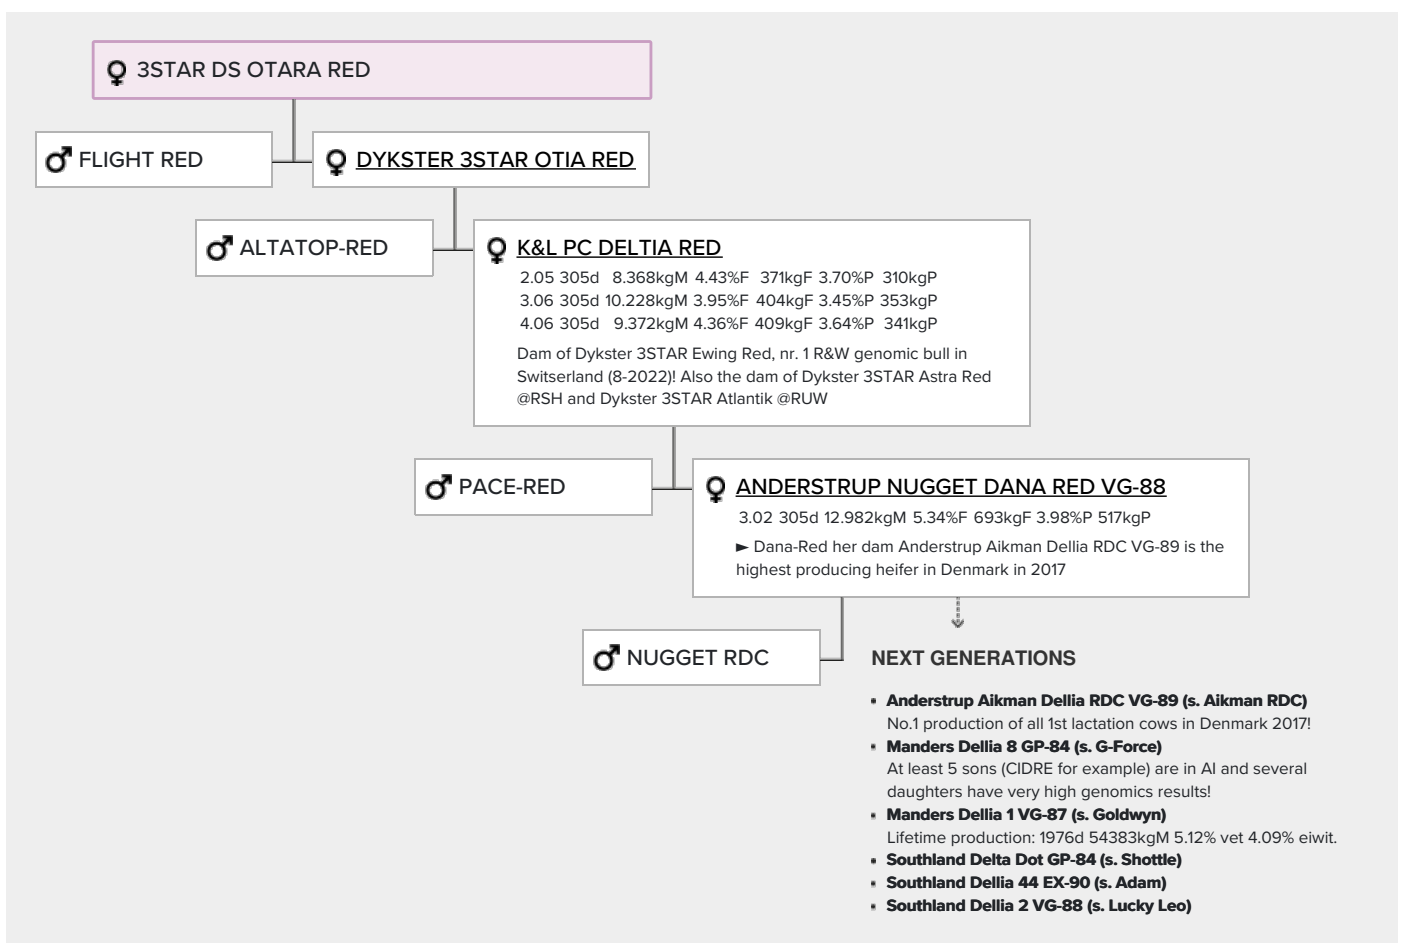 3STAR DS OTARA RED
FLIGHT RED
DYKSTER 3STAR OTIA RED
ALTATOP-RED
K&L PC DELTIA RED
2.05 305d 8.368kgM 4.43%F 371kgF 3.70%P 310kgP
3.06 305d 10.228kgM 3.95%F 404kgF 3.45%P 353kgP
4.06 305d 9.372kgM 4.36%F 409kgF 3.64%P 341kgP
Dam of Dykster 3STAR Ewing Red, nr. 1 R&W genomic bull in
Switserland (8-2022)! Also the dam of Dykster 3STAR Astra Red
@RSH and Dykster 3STAR Atlantik @RUW
PACE-RED
ANDERSTRUP NUGGET DANA RED VG-88
3.02 305d 12.982kgM 5.34%F 693kgF 3.98%P 517kgP
► Dana-Red her dam Anderstrup Aikman Dellia RDC VG-89 is the
highest producing heifer in Denmark in 2017
NUGGET RDC
NEXT GENERATIONS
▪ Anderstrup Aikman Dellia RDC VG-89 (s. Aikman RDC)
No.1 production of all 1st lactation cows in Denmark 2017!
▪ Manders Dellia 8 GP-84 (s. G-Force)
At least 5 sons (CIDRE for example) are in AI and several
daughters have very high genomics results!
▪ Manders Dellia 1 VG-87 (s. Goldwyn)
Lifetime production: 1976d 54383kgM 5.12% vet 4.09% eiwit.
▪ Southland Delta Dot GP-84 (s. Shottle)
▪ Southland Dellia 44 EX-90 (s. Adam)
▪ Southland Dellia 2 VG-88 (s. Lucky Leo)